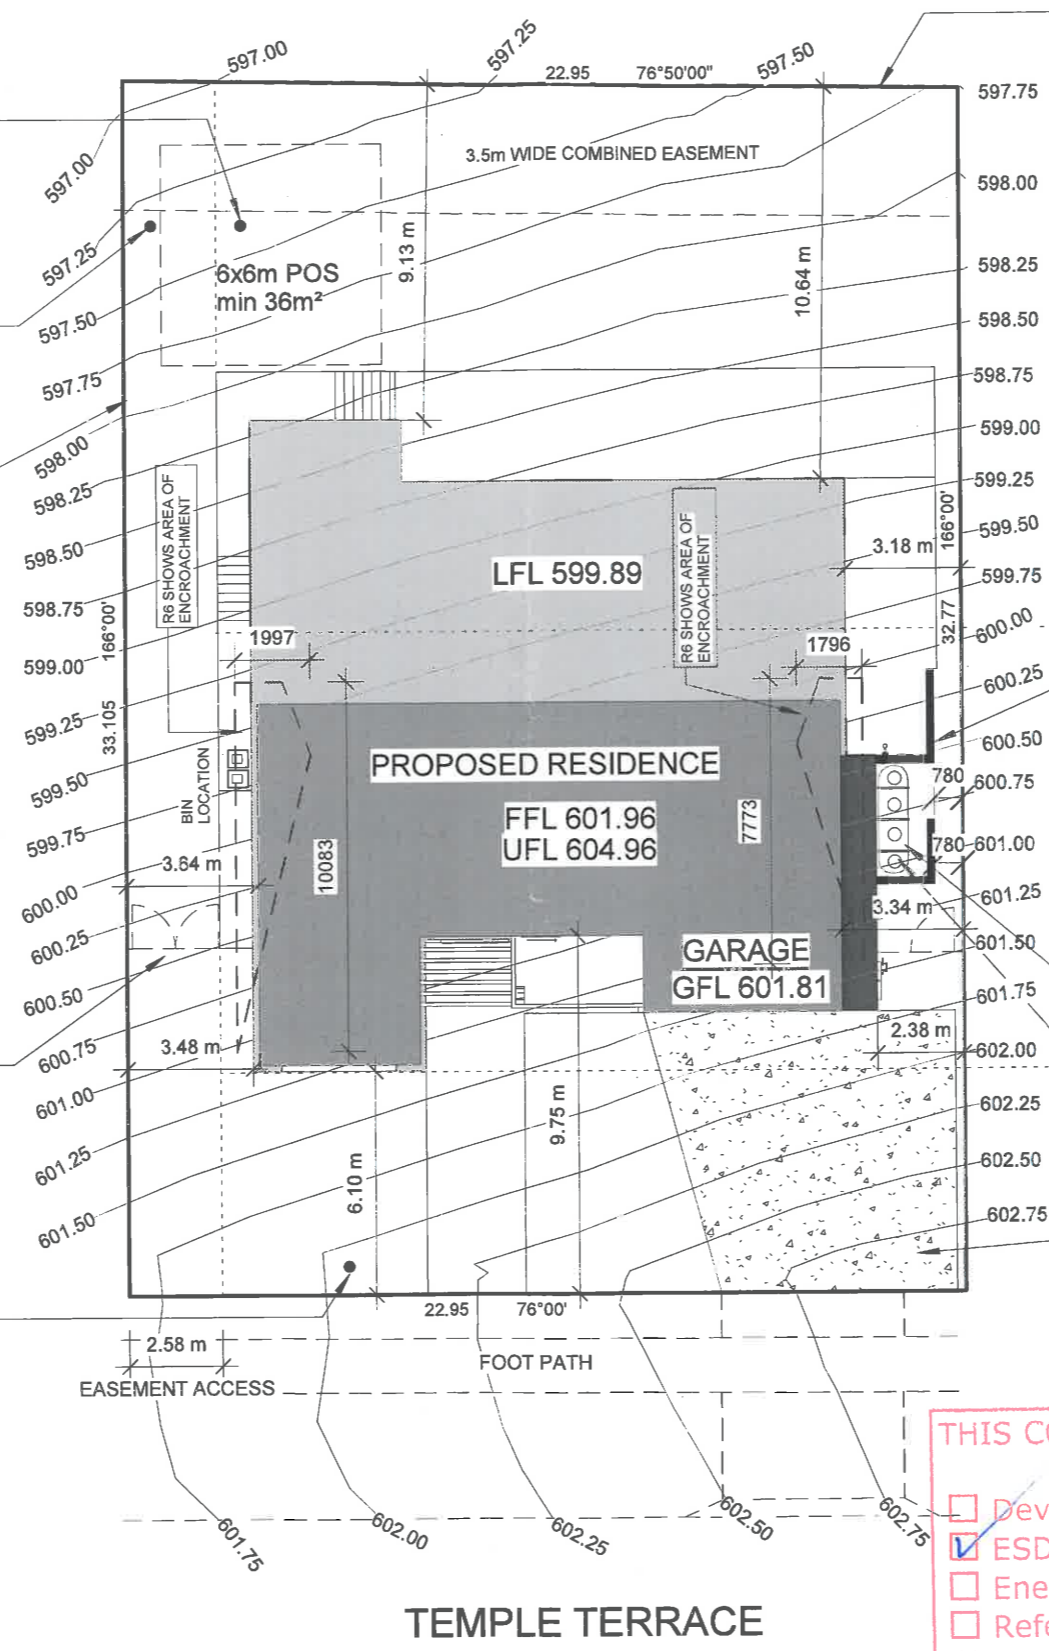 597.00
597.25
22.95 76°50'00"
597.50
597.75
3.5m WIDE COMBINED EASEMENT
597.00
598.00
597.25
9.13 m
10.64 m
6x6m POS
min 36m²
598.25
597.50
598.50
597.75
598.75
598.00
599.00
598.25
R6 SHOWS AREA OF
ENCROACHMENT
599.25
R6 SHOWS AREA OF
ENCROACHMENT
166°00'
599.50
598.50
3.18 m
LFL 599.89
599.75
598.75
166°00'
32.77
600.00
1997
1796
599.00
600.25
599.25
33.105
600.50
599.50
BIN
LOCATION
PROPOSED RESIDENCE
780
600.75
FFL 601.96
UFL 604.96
7773
599.75
780
601.00
3.64 m
10083
600.00
601.25
3.34 m
600.25
601.50
GARAGE
GFL 601.81
600.50
601.75
600.75
3.48 m
2.38 m
602.00
601.00
602.25
9.75 m
601.25
602.50
6.10 m
601.50
602.75
22.95 76°00'
2.58 m
FOOT PATH
EASEMENT ACCESS
THIS CO
601.75
602.00
602.25
602.50
602.75
Dev
ESD
Ene
Refe
TEMPLE TERRACE